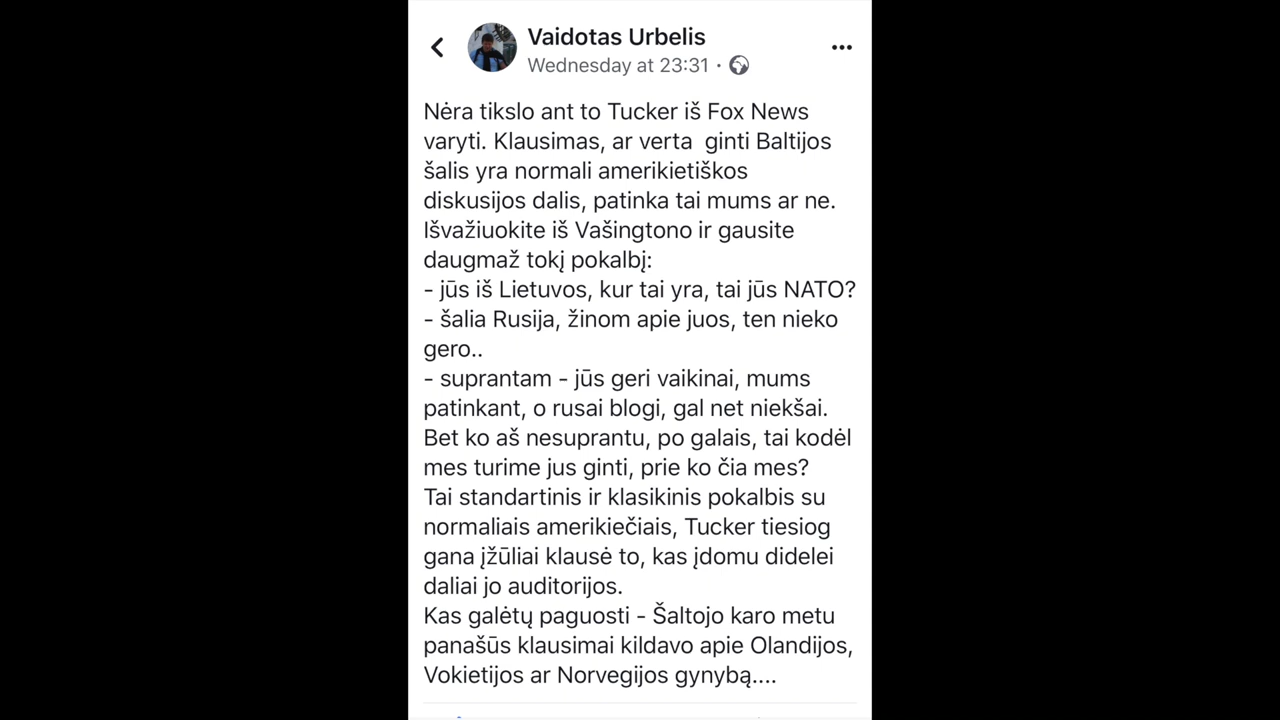 Vaidotas Urbelis
Wednesday at 23:31 ·
Nėra tikslo ant to Tucker iš Fox News
varyti. Klausimas, ar verta  ginti Baltijos
šalis yra normali amerikietiškos
diskusijos dalis, patinka tai mums ar ne.
Išvažiuokite iš Vašingtono ir gausite
daugmaž tokį pokalbį:
- jūs iš Lietuvos, kur tai yra, tai jūs NATO?
- šalia Rusija, žinom apie juos, ten nieko
gero..
- suprantam - jūs geri vaikinai, mums
patinkant, o rusai blogi, gal net niekšai.
Bet ko aš nesuprantu, po galais, tai kodėl
mes turime jus ginti, prie ko čia mes?
Tai standartinis ir klasikinis pokalbis su
normaliais amerikiečiais, Tucker tiesiog
gana įžūliai klausė to, kas įdomu didelei
daliai jo auditorijos.
Kas galėtų paguosti - Šaltojo karo metu
panašūs klausimai kildavo apie Olandijos,
Vokietijos ar Norvegijos gynybą....